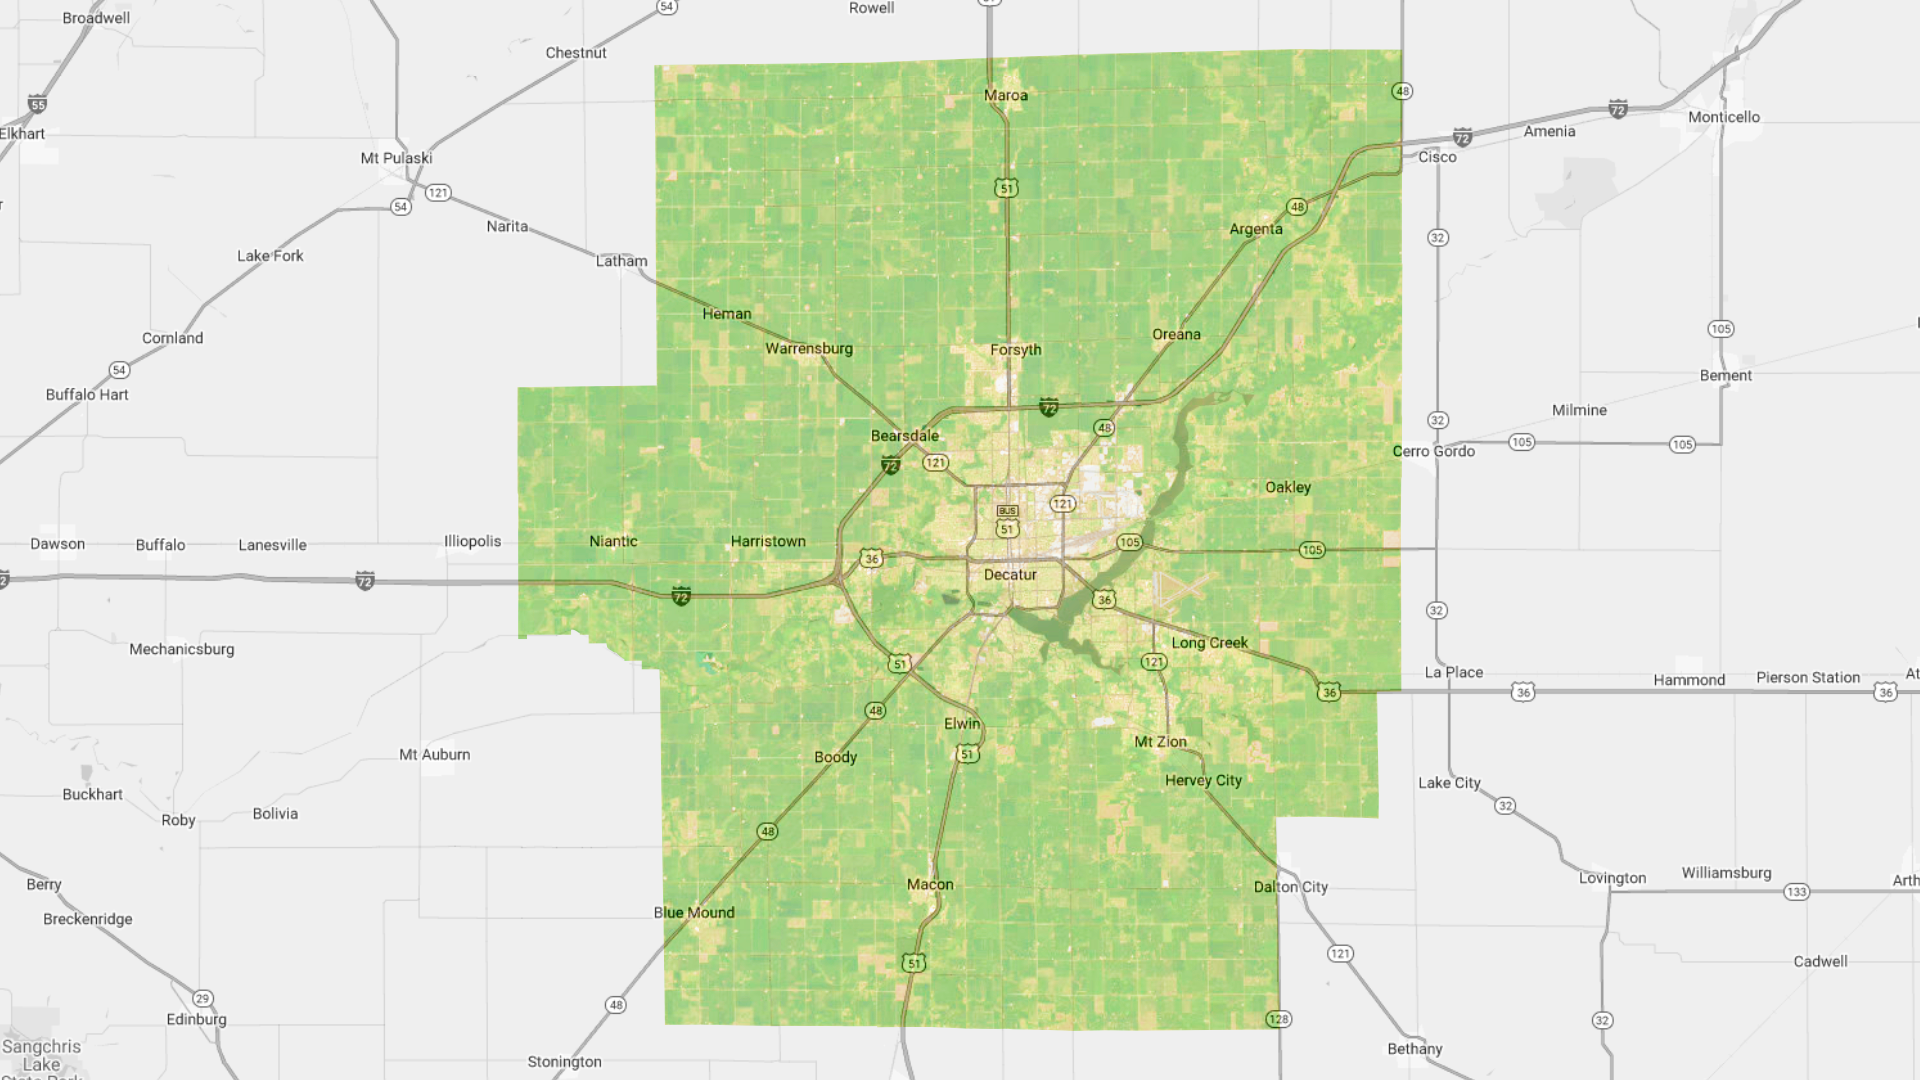 Broadwell
54
Rowell
51
Chestnut
55
Maroa
48
Elkhart
72
Amenia
72
Monticello
Mt Pulaski
Cisco
121
54
51
48
Narita
Argenta
32
Lake Fork
Latham
Heman
Cornland
Warrensburg
Forsyth
Oreana
105
54
Buffalo Hart
Bement
72
Milmine
48
32
Bearsdale
105
105
Cerro Gordo
72
121
Oakley
121
BUS
51
Dawson
Buffalo
Lanesville
Illiopolis
Niantic
Harristown
36
105
105
Decatur
72
72
36
32
Mechanicsburg
Long Creek
51
121
La Place
Hammond
Pierson Station
36
36
36
48
Elwin
Mt Auburn
Boody
51
Mt Zion
Hervey City
Lake City
Buckhart
Bolivia
32
Roby
48
Berry
Macon
Dalton City
Lovington
Williamsburg
133
Breckenridge
Blue Mound
51
121
Cadwell
29
48
Edinburg
128
32
Sangchris
Lake
Stonington
Bethany